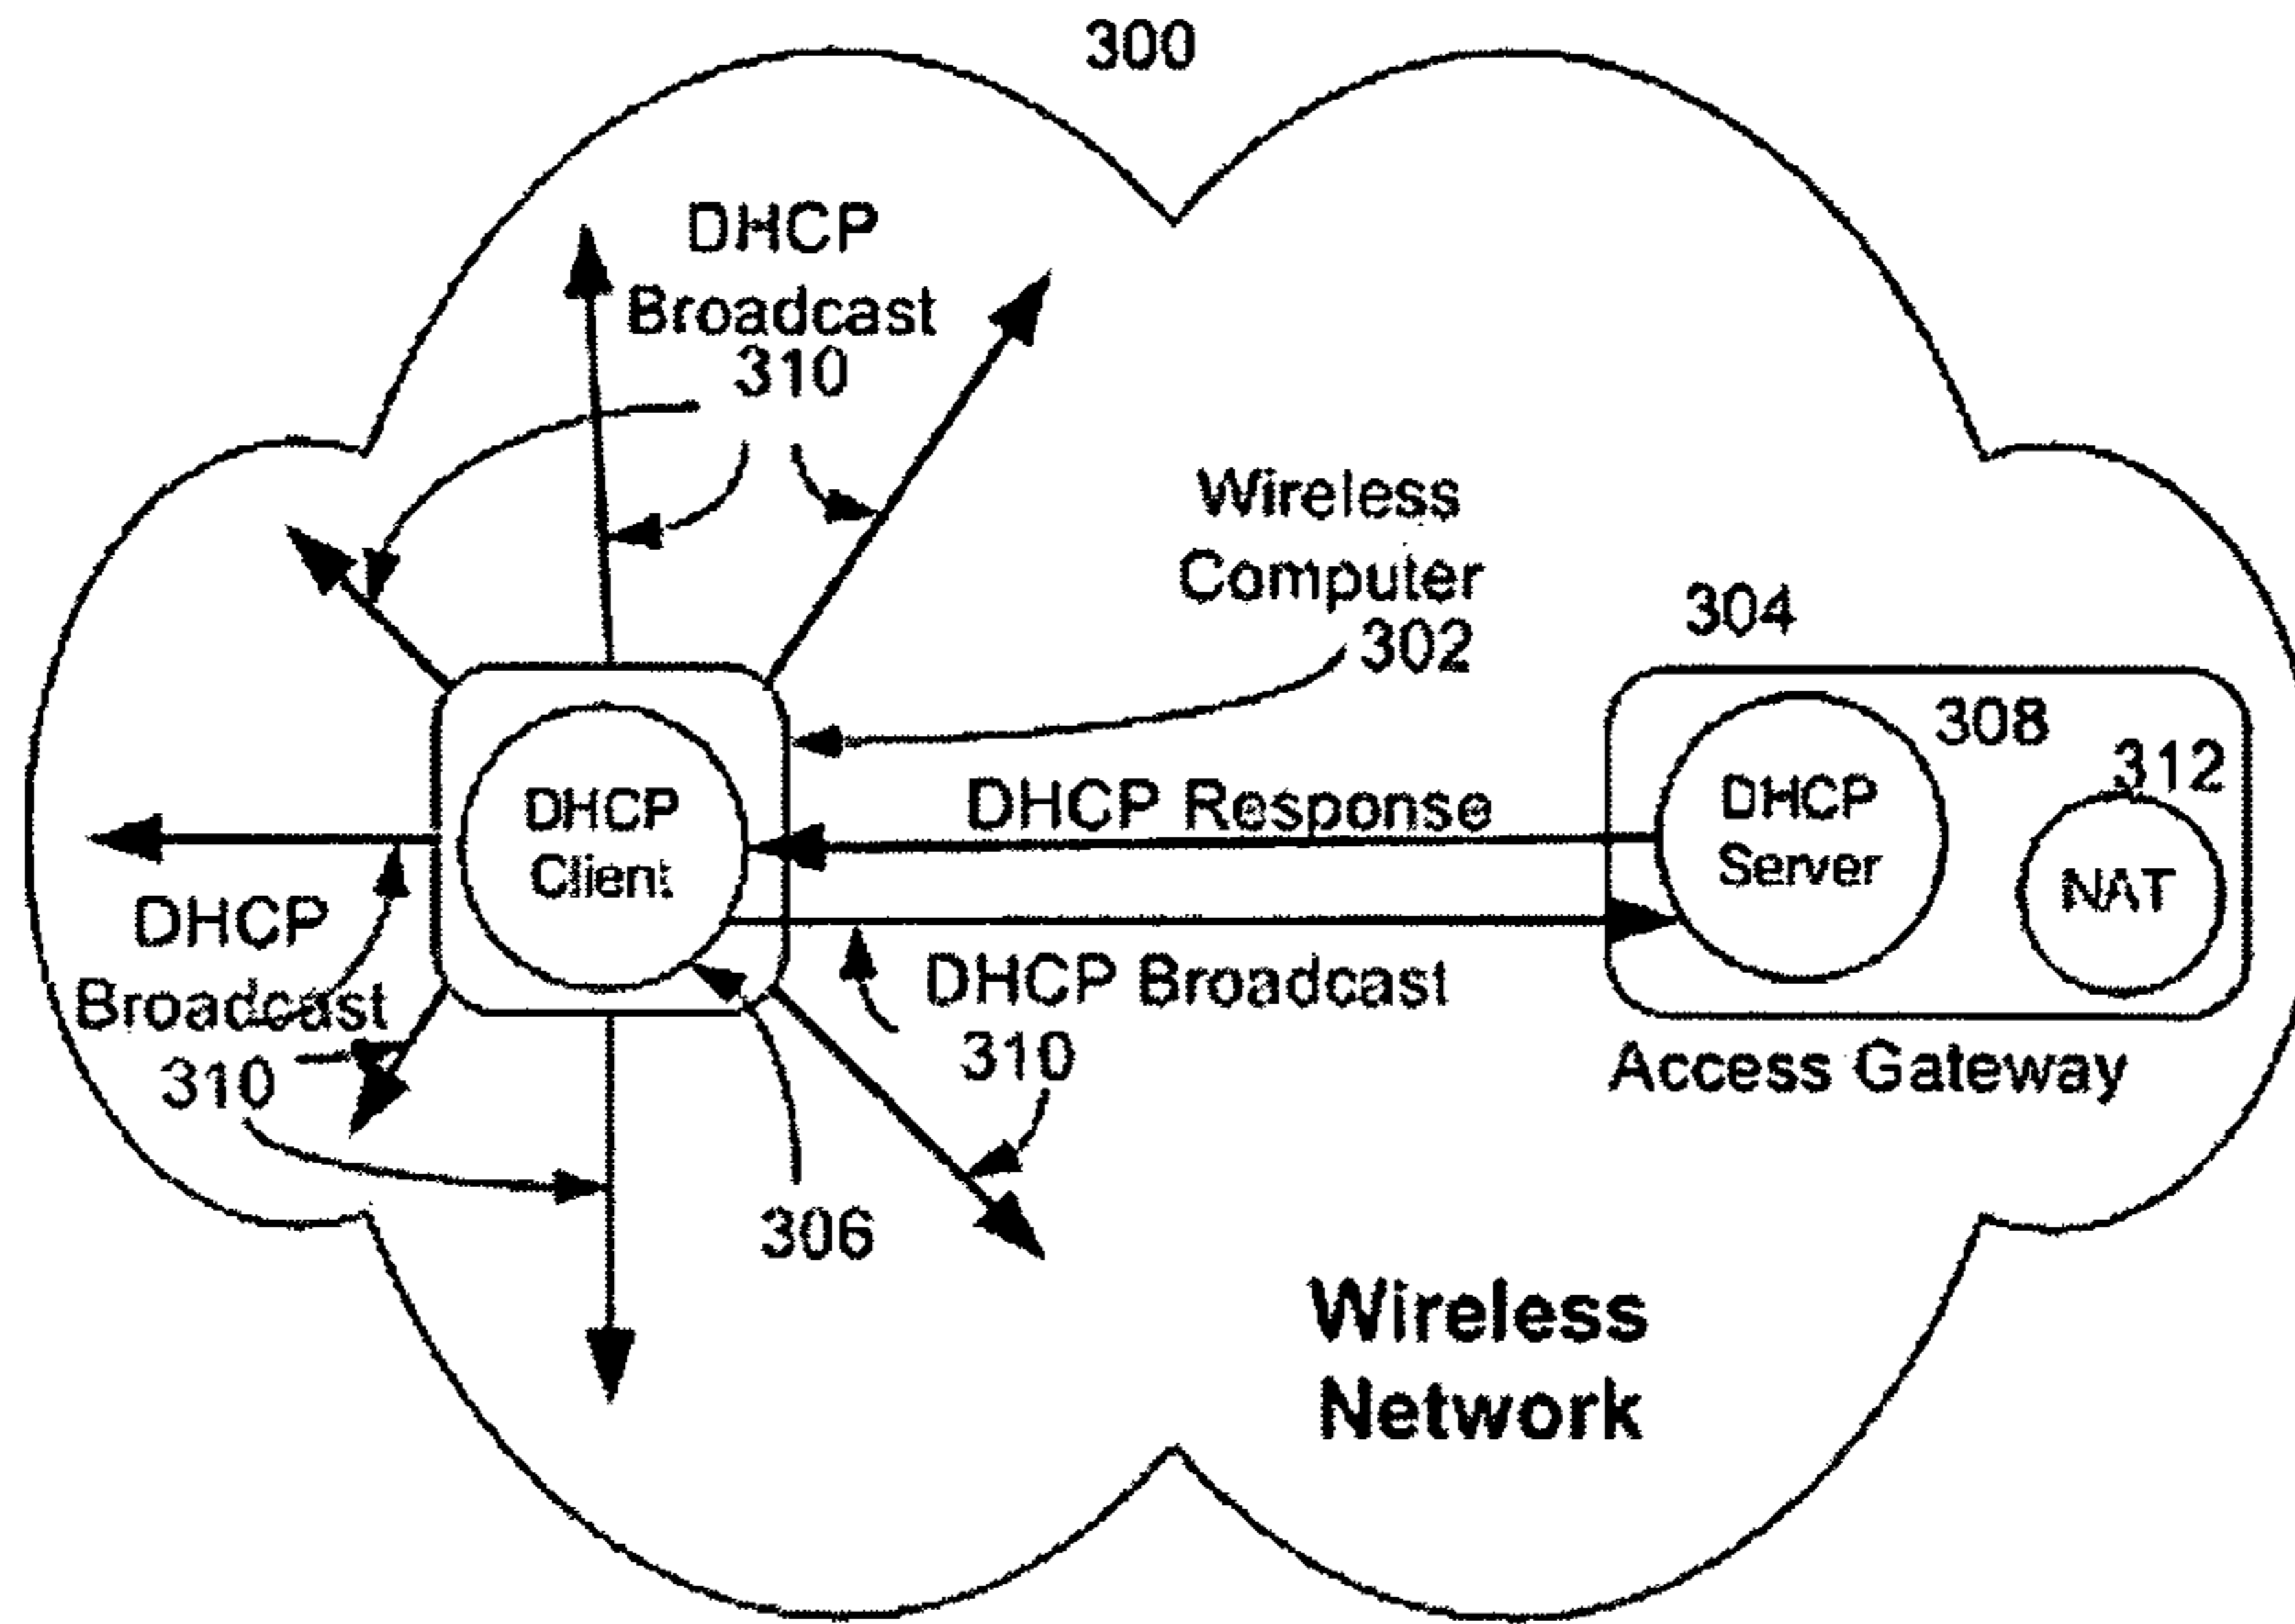 300
DHCP
Broadcast
310
Wireless
Computer
302
304
308
312
DHCP
Client
DHCP Response
DHCP
Server
NAT
DHCP
Broadcast
310
DHCP Broadcast
310
Access Gateway
306
Wireless
Network